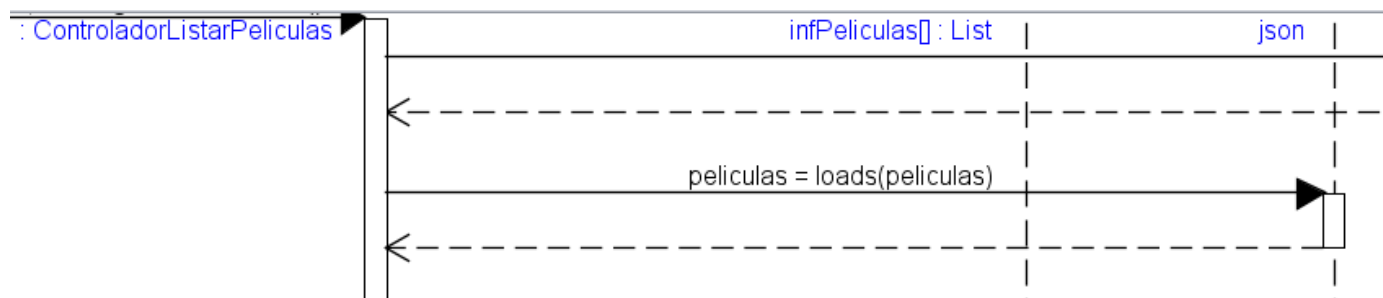 : ControladorListarPeliculas
infPeliculas[] : List
json
peliculas = loads(peliculas)